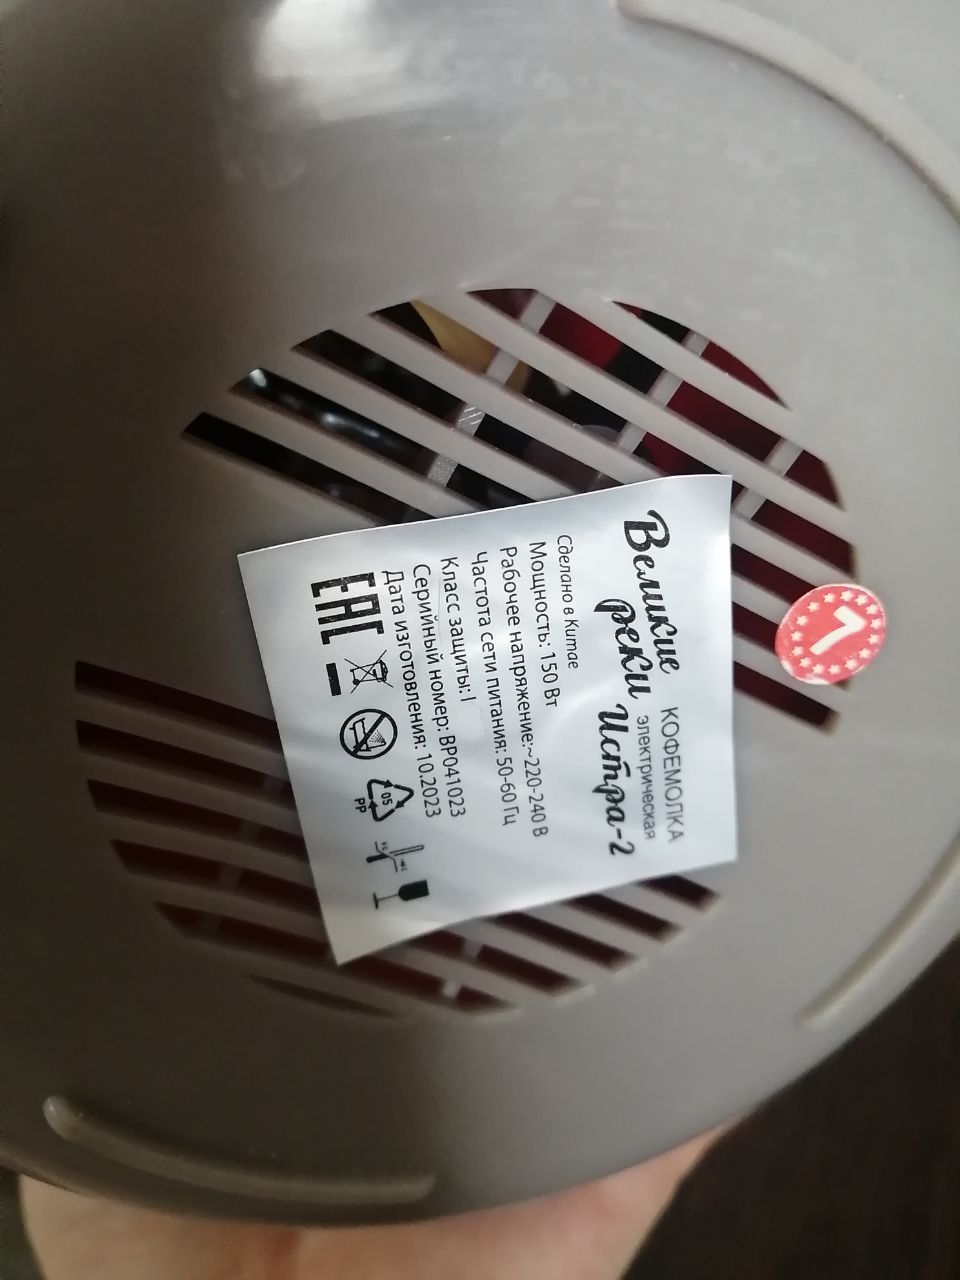 Великие
реки Истра-2
КОФЕМОЛКА
электрическая
Сделано в Китае
Мощность: 150 Вт
Рабочее напряжение:~220-240 В
Частота сети питания: 50-60 Гц
Класс защиты: I
Серийный номер: ВР041023
Дата изготовления: 10.2023
EAC
05
PP
7